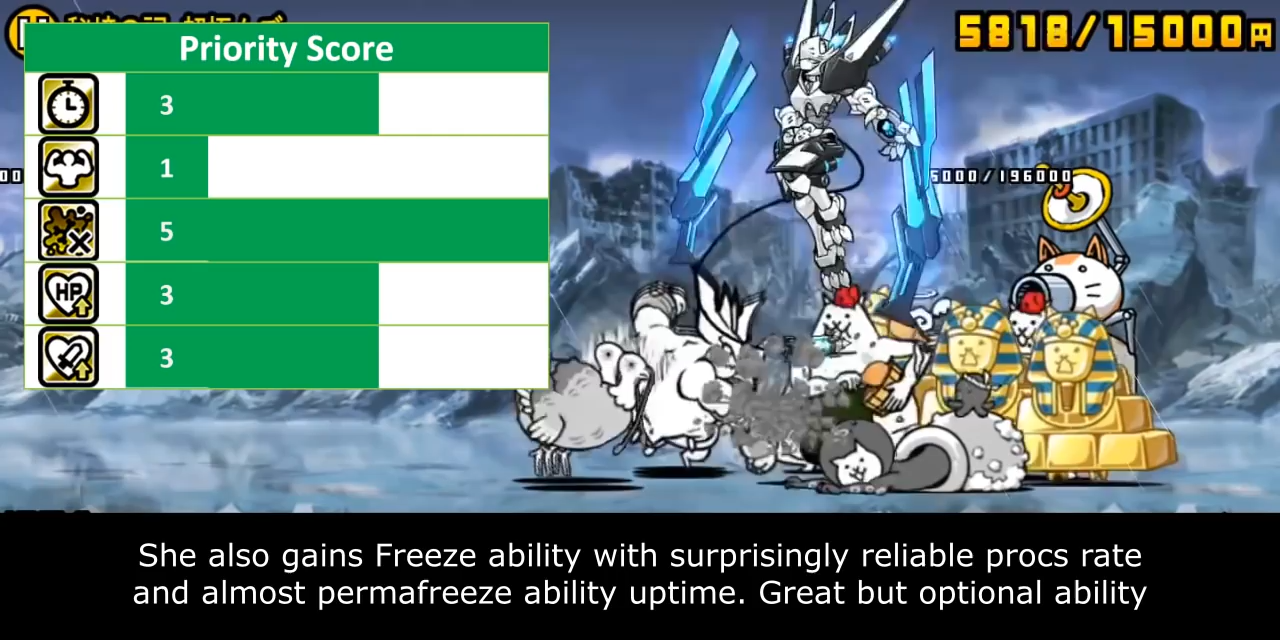 5818/15000円
Priority Score
3
1
5
HP
3
3
5000/196000
She also gains Freeze ability with surprisingly reliable procs rate
and almost permafreeze ability uptime. Great but optional ability